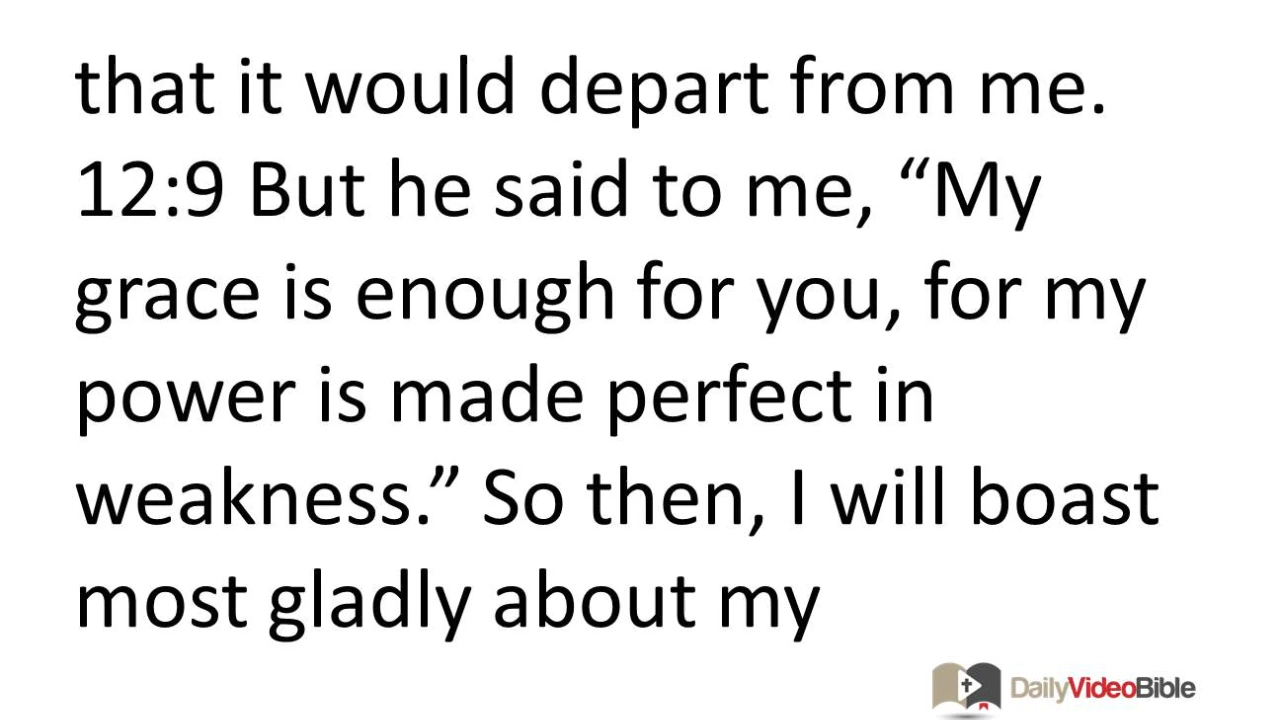 that it would depart from me.
12:9 But he said to me, “My
grace is enough for you, for my
power is made perfect in
weakness.” So then, I will boast
most gladly about my
DailyVideoBible